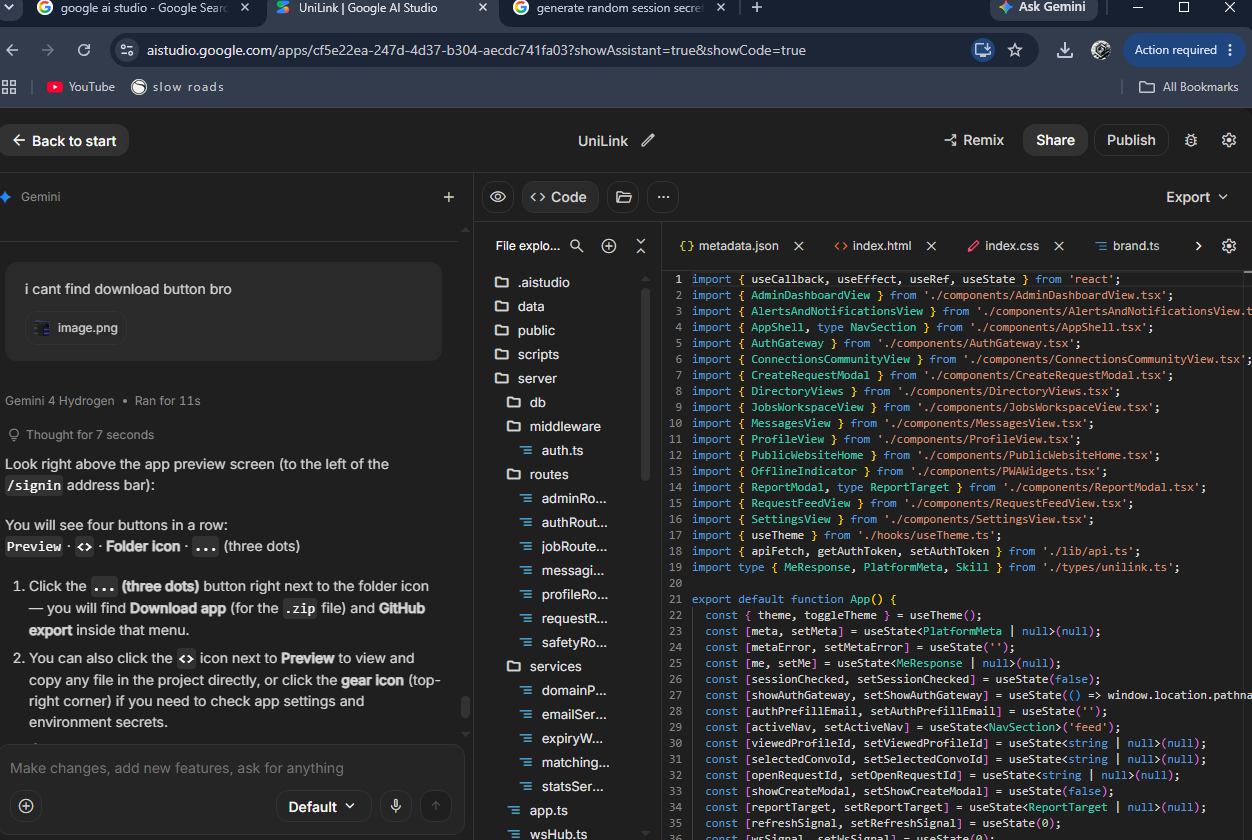 google ai studio - Google Sear
UniLink | Google AI Studio
generate random session secre
Ask Gemini
aistudio.google.com/apps/cf5e22ea-247d-4d37-b304-aecdc741fa03?showAssistant=true&showCode=true
Action required
YouTube
slow roads
All Bookmarks
Back to start
UniLink
Remix
Share
Publish
Gemini
i cant find download button bro
image.png
Gemini 4 Hydrogen • Ran for 11s
Thought for 7 seconds
Look right above the app preview screen (to the left of the
/signin address bar):
You will see four buttons in a row:
Preview · <> · Folder icon · ... (three dots)
1. Click the ... (three dots) button right next to the folder icon
— you will find Download app (for the .zip file) and GitHub
export inside that menu.
2. You can also click the <> icon next to Preview to view and
copy any file in the project directly, or click the gear icon (top-
right corner) if you need to check app settings and
environment secrets.
Make changes, add new features, ask for anything
Default
<> Code
...
Export
File explo...
.aistudio
data
public
scripts
server
db
middleware
auth.ts
routes
adminRo...
authRout...
jobRoute...
messagi...
profileRo...
requestR...
safetyRo...
services
domainP...
emailSer...
expiryW...
matching...
statsSer...
app.ts
wsHub.ts
{} metadata.json
<> index.html
index.css
brand.ts
1 import { useCallback, useEffect, useRef, useState } from 'react';
2 import { AdminDashboardView } from './components/AdminDashboardView.tsx';
3 import { AlertsAndNotificationsView } from './components/AlertsAndNotificationsView.t
4 import { AppShell, type NavSection } from './components/AppShell.tsx';
5 import { AuthGateway } from './components/AuthGateway.tsx';
6 import { ConnectionsCommunityView } from './components/ConnectionsCommunityView.tsx';
7 import { CreateRequestModal } from './components/CreateRequestModal.tsx';
8 import { DirectoryViews } from './components/DirectoryViews.tsx';
9 import { JobsWorkspaceView } from './components/JobsWorkspaceView.tsx';
10 import { MessagesView } from './components/MessagesView.tsx';
11 import { ProfileView } from './components/ProfileView.tsx';
12 import { PublicWebsiteHome } from './components/PublicWebsiteHome.tsx';
13 import { OfflineIndicator } from './components/PWAWidgets.tsx';
14 import { ReportModal, type ReportTarget } from './components/ReportModal.tsx';
15 import { RequestFeedView } from './components/RequestFeedView.tsx';
16 import { SettingsView } from './components/SettingsView.tsx';
17 import { useTheme } from './hooks/useTheme.ts';
18 import { apiFetch, getAuthToken, setAuthToken } from './lib/api.ts';
19 import type { MeResponse, PlatformMeta, Skill } from './types/unilink.ts';
20
21 export default function App() {
22 const { theme, toggleTheme } = useTheme();
23 const [meta, setMeta] = useState<PlatformMeta | null>(null);
24 const [metaError, setMetaError] = useState('');
25 const [me, setMe] = useState<MeResponse | null>(null);
26 const [sessionChecked, setSessionChecked] = useState(false);
27 const [showAuthGateway, setShowAuthGateway] = useState(() => window.location.pathna
28 const [authPrefillEmail, setAuthPrefillEmail] = useState('');
29 const [activeNav, setActiveNav] = useState<NavSection>('feed');
30 const [viewedProfileId, setViewedProfileId] = useState<string | null>(null);
31 const [selectedConvoId, setSelectedConvoId] = useState<string | null>(null);
32 const [openRequestId, setOpenRequestId] = useState<string | null>(null);
33 const [showCreateModal, setShowCreateModal] = useState(false);
34 const [reportTarget, setReportTarget] = useState<ReportTarget | null>(null);
35 const [refreshSignal, setRefreshSignal] = useState(0);
36 const [wsSignal, setWsSignal] = useState(0);